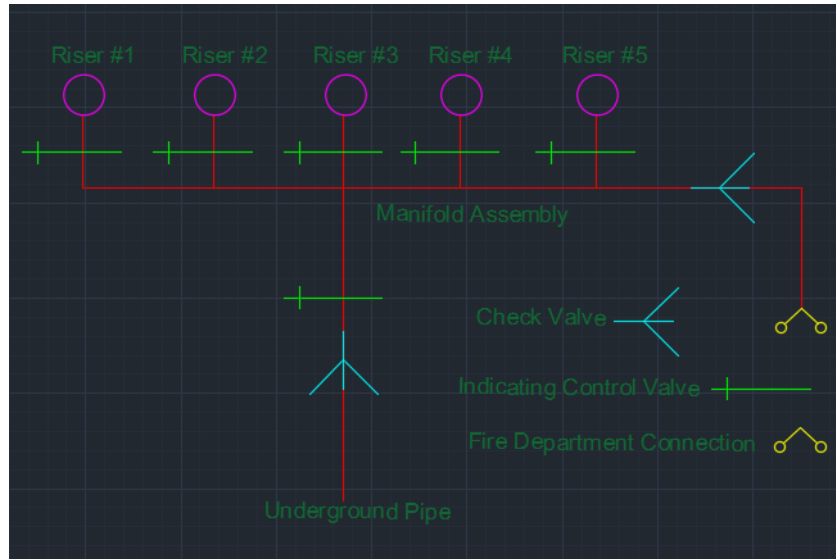 Riser #1
Riser #2
Riser #3
Riser #4
Riser #5
Manifold Assembly
Check Valve
Indicating Control Valve
Fire Department Connection
Underground Pipe